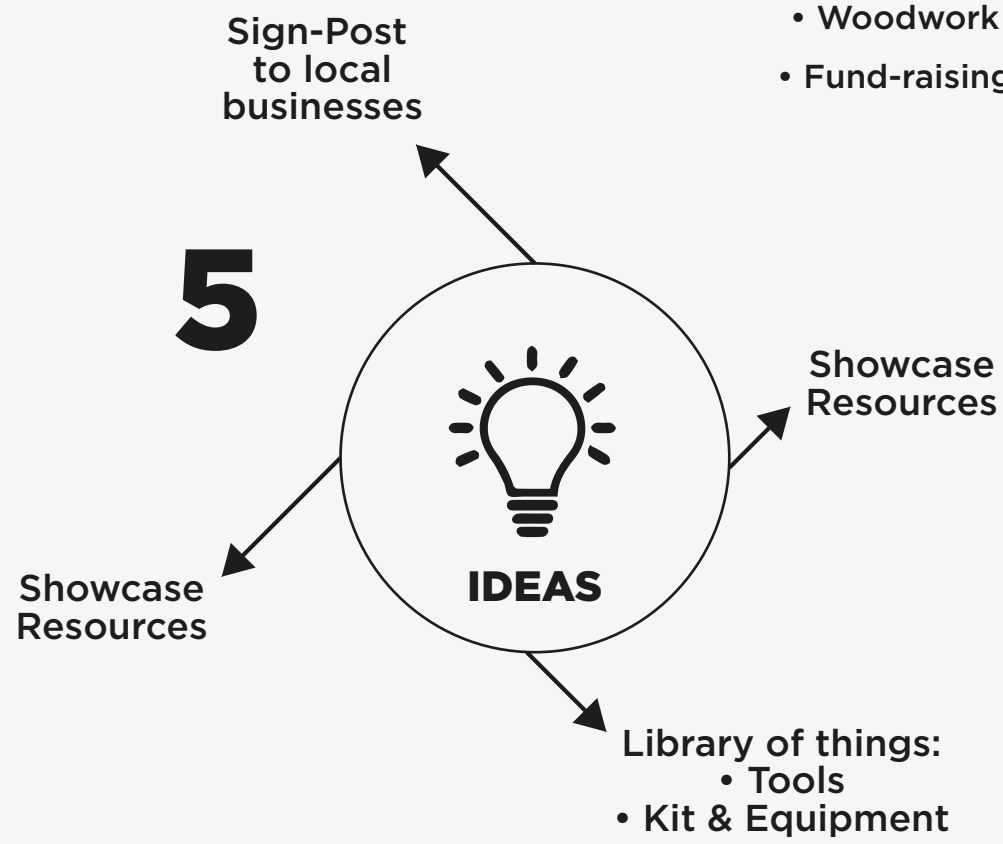 Sign-Post
to local
businesses
• Woodwork
• Fund-raising
5
Showcase
Resources
IDEAS
Showcase
Resources
Library of things:
• Tools
• Kit & Equipment